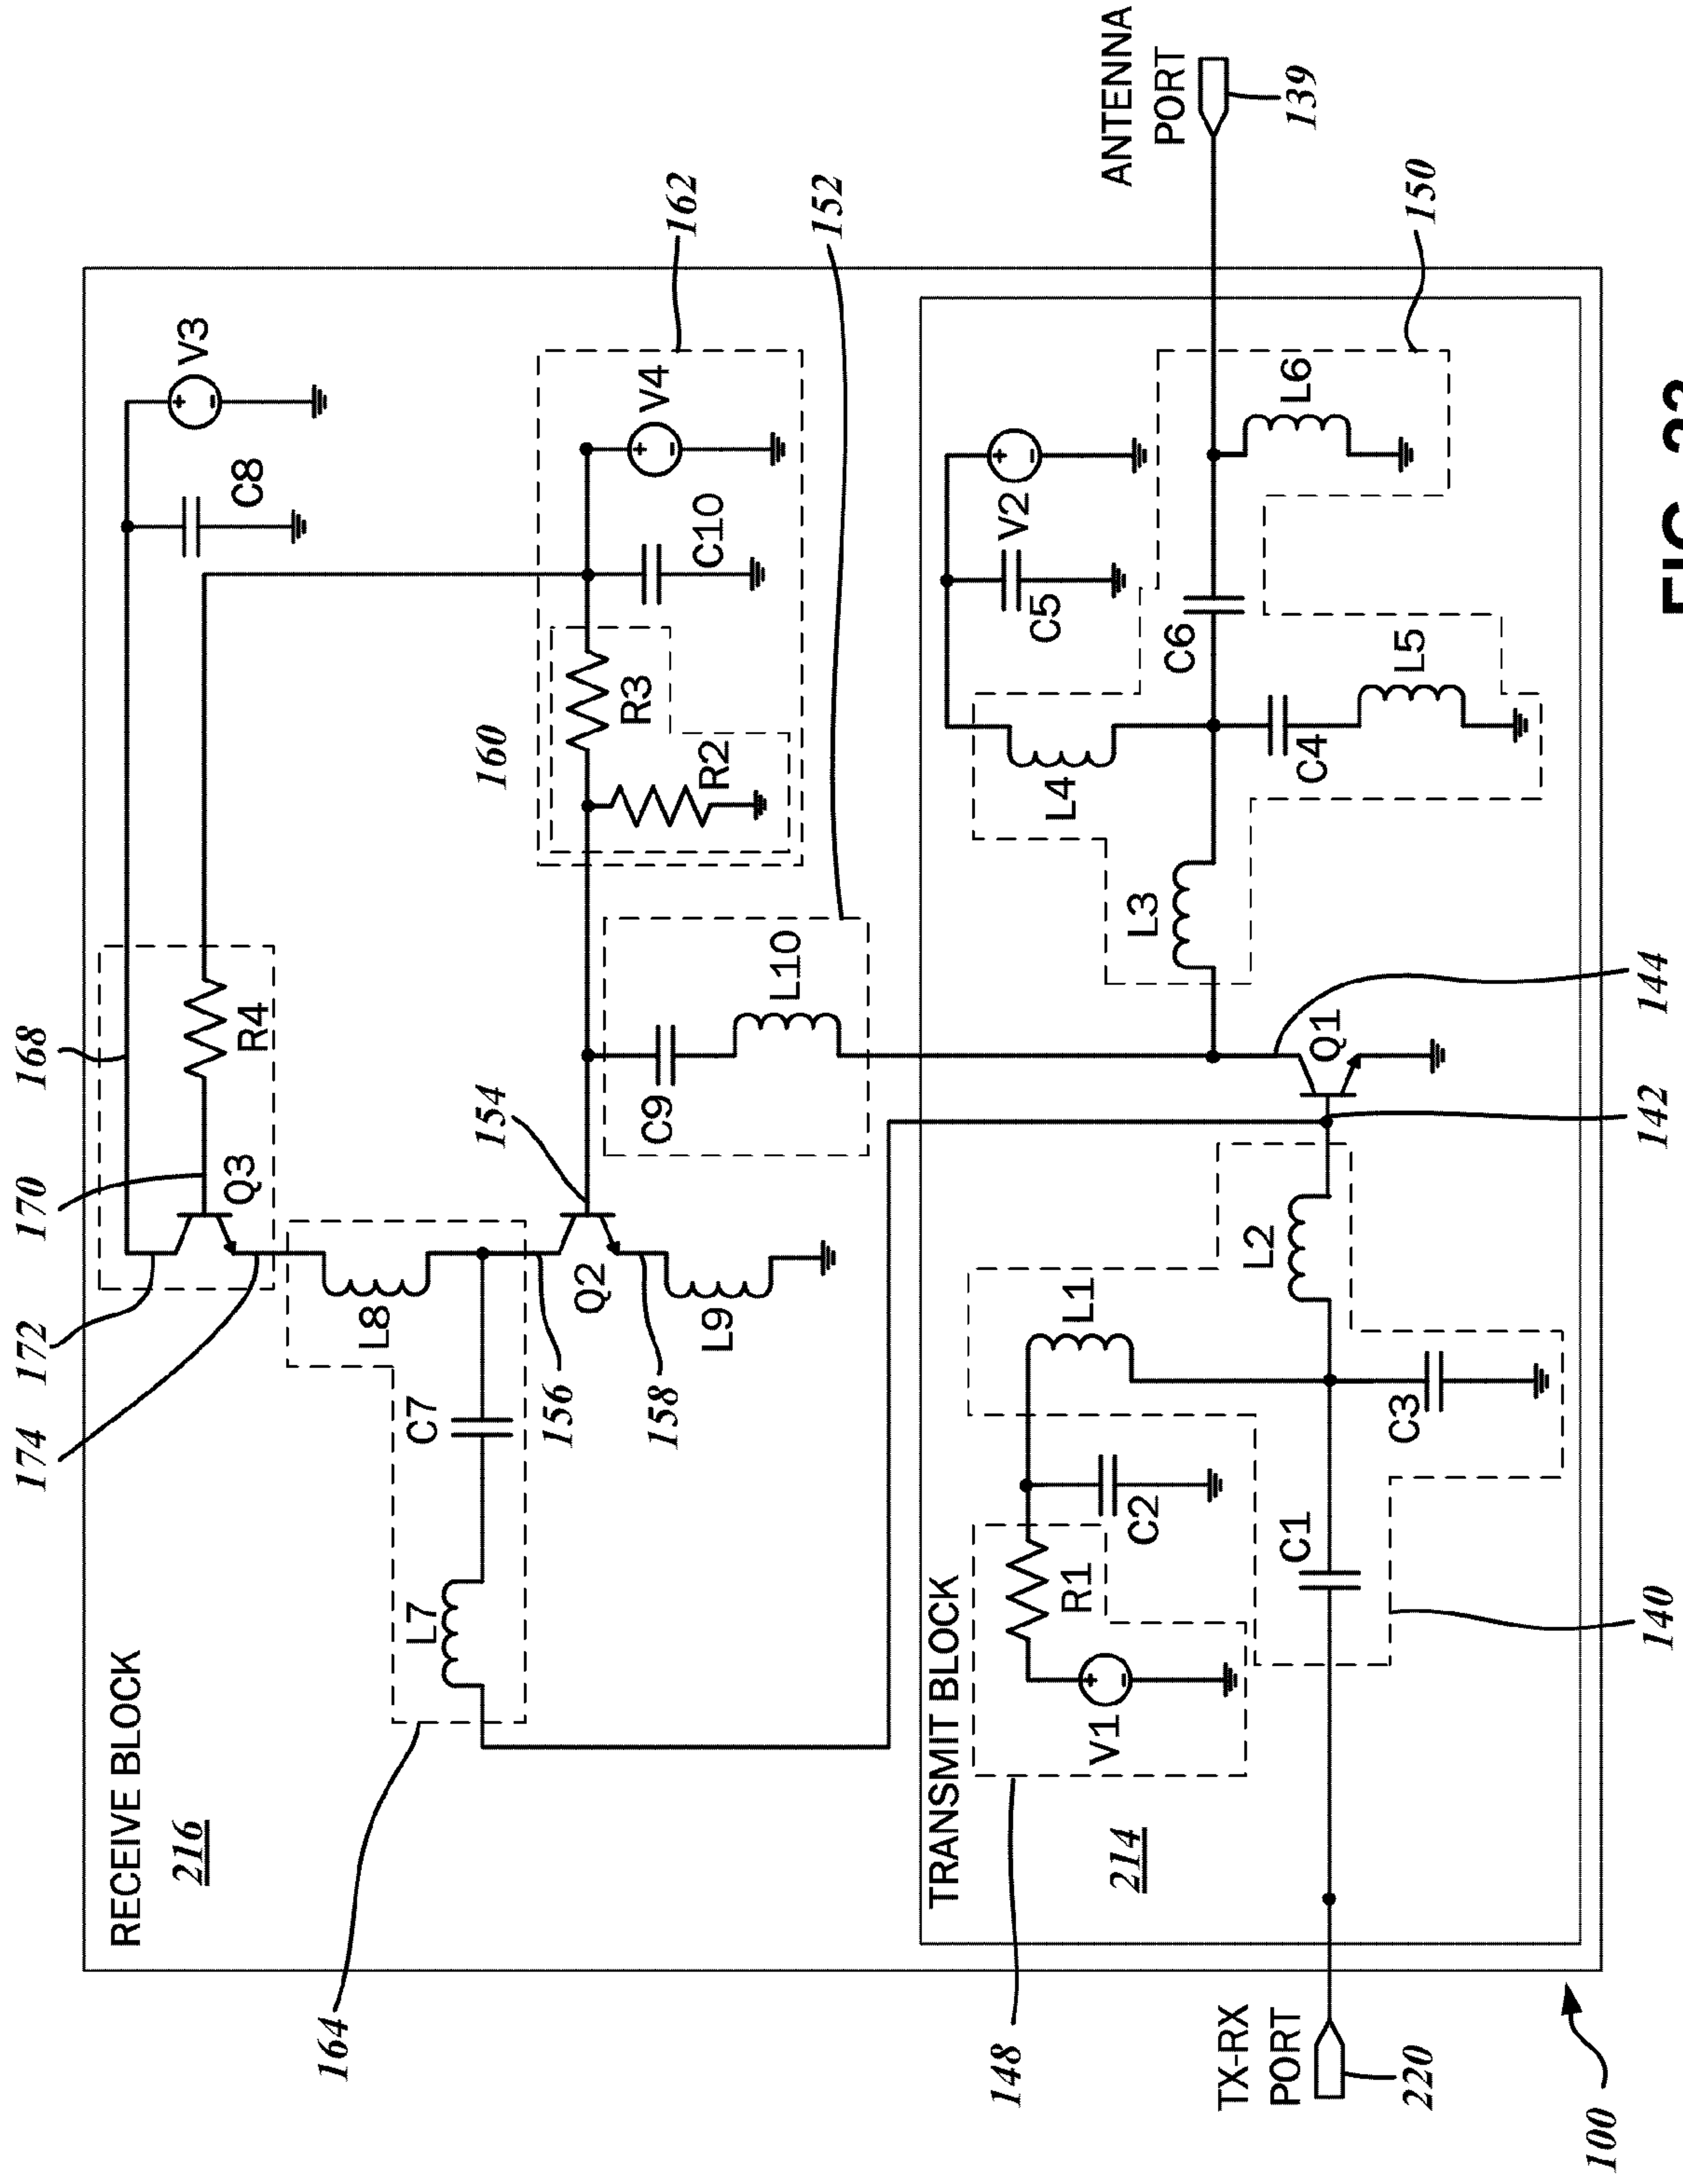 174
172
170
168
RECEIVE BLOCK
216
Q3
R4
C8
V3
164
L7
C7
L8
156
Q2
158
L9
154
160
R3
R2
C10
V4
162
C9
L10
152
TRANSMIT BLOCK
214
148
V1
R1
C2
L1
L2
C1
C3
140
142
Q1
144
L3
L4
C5
V2
C6
C4
L5
L6
150
ANTENNA
PORT
139
TX-RX
PORT
220
100
FIG.